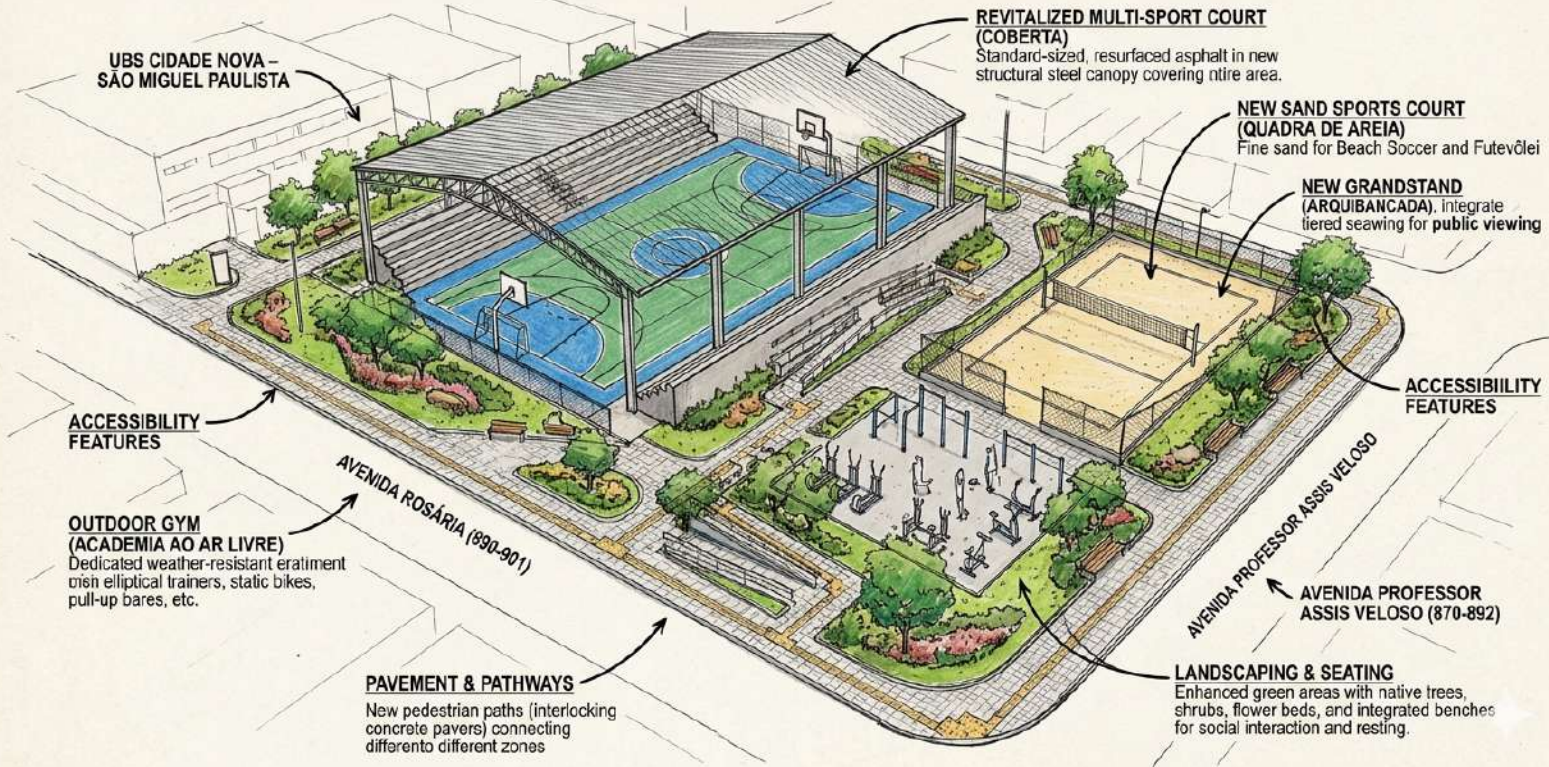 UBS CIDADE NOVA –
SÃO MIGUEL PAULISTA
REVITALIZED MULTI-SPORT COURT
(COBERTA)
Standard-sized, resurfaced asphalt in new
structural steel canopy covering ntire area.
NEW SAND SPORTS COURT
(QUADRA DE AREIA)
Fine sand for Beach Soccer and Futevôlei
NEW GRANDSTAND
(ARQUIBANCADA), integrate
tiered seawing for public viewing
ACCESSIBIILITY
FEATURES
ACCESSIBILITY
FEATURES
OUTDOOR GYM
(ACADEMIA AO AR LIVRE)
Dedicated weather-resistant eratiment
misn elliptical trainers, static bikes,
pull-up bares, etc.
AVENIDA ROSÁRIA (890-901)
AVENIDA PROFESSOR ASSIS VELOSO
AVENIDA PROFESSOR
ASSIS VELOSO (870-892)
PAVEMENT & PATHWAYS
New pedestrian paths (interlocking
concrete pavers) connecting
differento different zones
LANDSCAPING & SEATING
Enhanced green areas with native trees,
shrubs, flower beds, and integrated benches
for social interaction and resting.